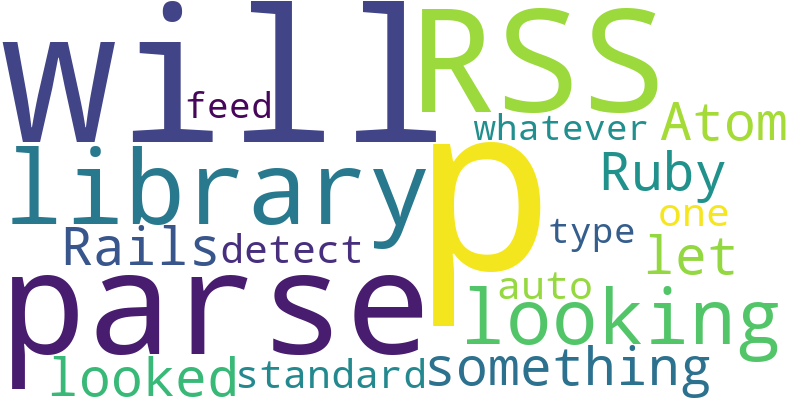 will RSS
feed
whatever Atom
library p Ruby
one
Rails detect type let
auto
parse looking
looked standard something